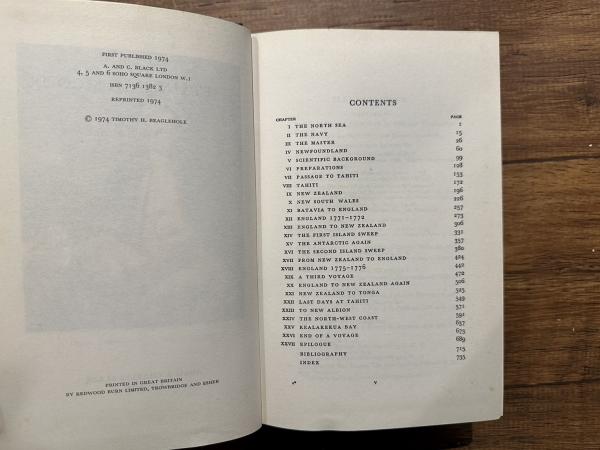 FIRST PUBLISHED 1974
A. AND C. BLACK LTD
4, 5 AND 6 SOHO SQUARE LONDON W.1
ISBN 7136 1382 3
REPRINTED 1974
© 1974 TIMOTHY H. BEAGLEHOLE
PRINTED IN GREAT BRITAIN
BY REDWOOD BURN LIMITED, TROWBRIDGE AND ESHER
CONTENTS
CHAPTER PAGE
I THE NORTH SEA 1
II THE NAVY 15
III THE MASTER 26
IV NEWFOUNDLAND 60
V SCIENTIFIC BACKGROUND 99
VI PREPARATIONS 128
VII PASSAGE TO TAHITI 153
VIII TAHITI 172
IX NEW ZEALAND 196
X NEW SOUTH WALES 226
XI BATAVIA TO ENGLAND 257
XII ENGLAND 1771–1772 273
XIII ENGLAND TO NEW ZEALAND 306
XIV THE FIRST ISLAND SWEEP 331
XV THE ANTARCTIC AGAIN 357
XVI THE SECOND ISLAND SWEEP 380
XVII FROM NEW ZEALAND TO ENGLAND 424
XVIII ENGLAND 1775–1776 442
XIX A THIRD VOYAGE 472
XX ENGLAND TO NEW ZEALAND AGAIN 506
XXI NEW ZEALAND TO TONGA 525
XXII LAST DAYS AT TAHITI 549
XXIII TO NEW ALBION 571
XXIV THE NORTH-WEST COAST 591
XXV KEALAKEKUA BAY 637
XXVI END OF A VOYAGE 673
XXVII EPILOGUE 689
BIBLIOGRAPHY 715
INDEX 735
V